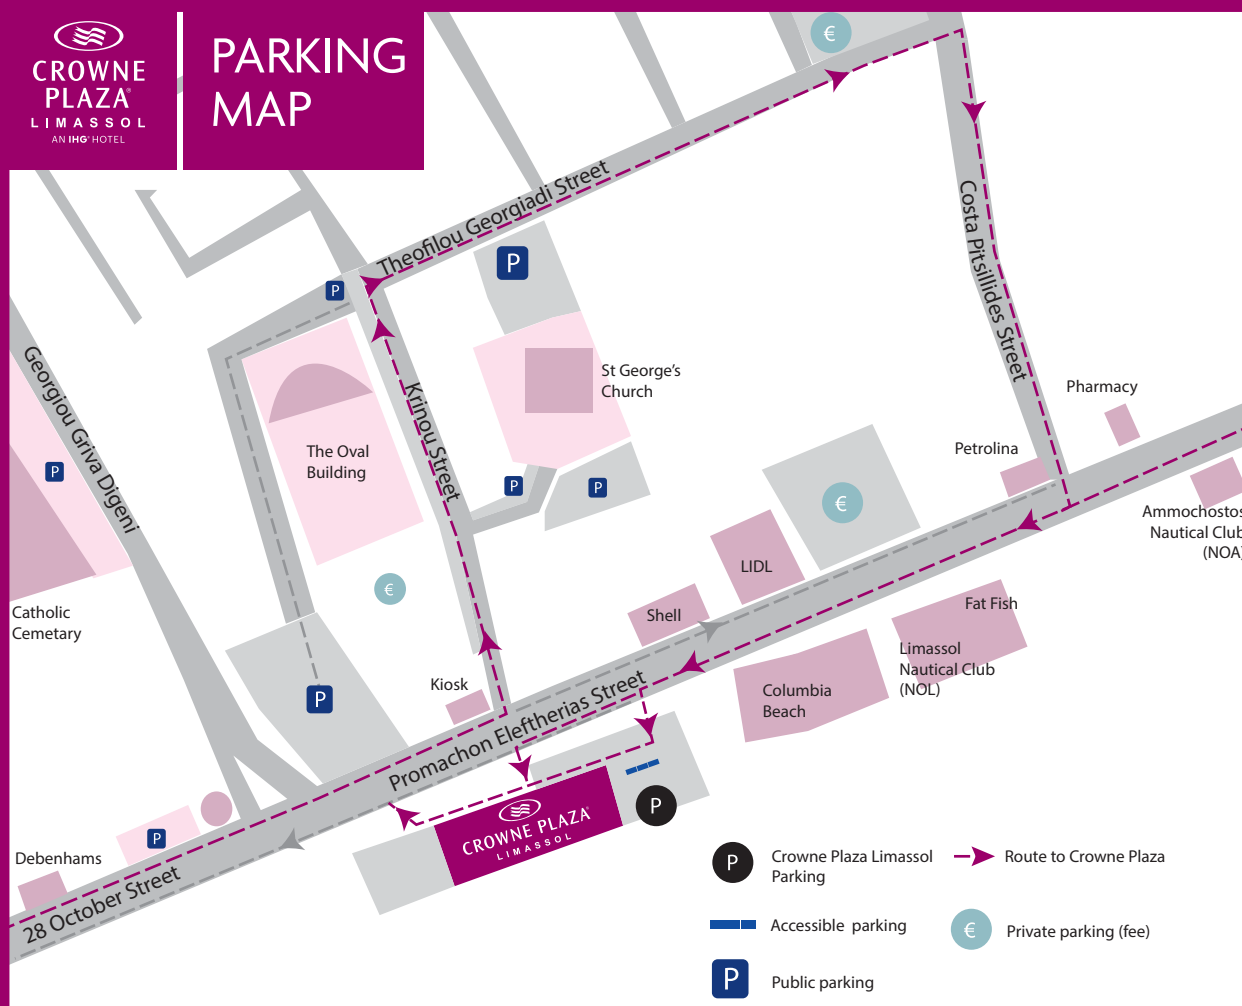 CROWNE
PLAZA®
LIMASSOL
AN IHG® HOTEL
PARKING
MAP
€
Theofilou Georgiadi Street
Costa Pitsillides Street
P
P
Georgiou Griva Digeni
Krinou Street
St George's
Church
Pharmacy
The Oval
Building
Petrolina
P
P
P
€
Ammochostos
Nautical Club
(NOA)
LIDL
€
Catholic
Cemetary
Shell
Fat Fish
Limassol
Nautical Club
(NOL)
Kiosk
Columbia
Beach
P
Promachon Eleftherias Street
P
CROWNE PLAZA®
LIMASSOL
P
Debenhams
28 October Street
P
Crowne Plaza Limassol
Parking
Route to Crowne Plaza
Accessible parking
€
Private parking (fee)
P
Public parking